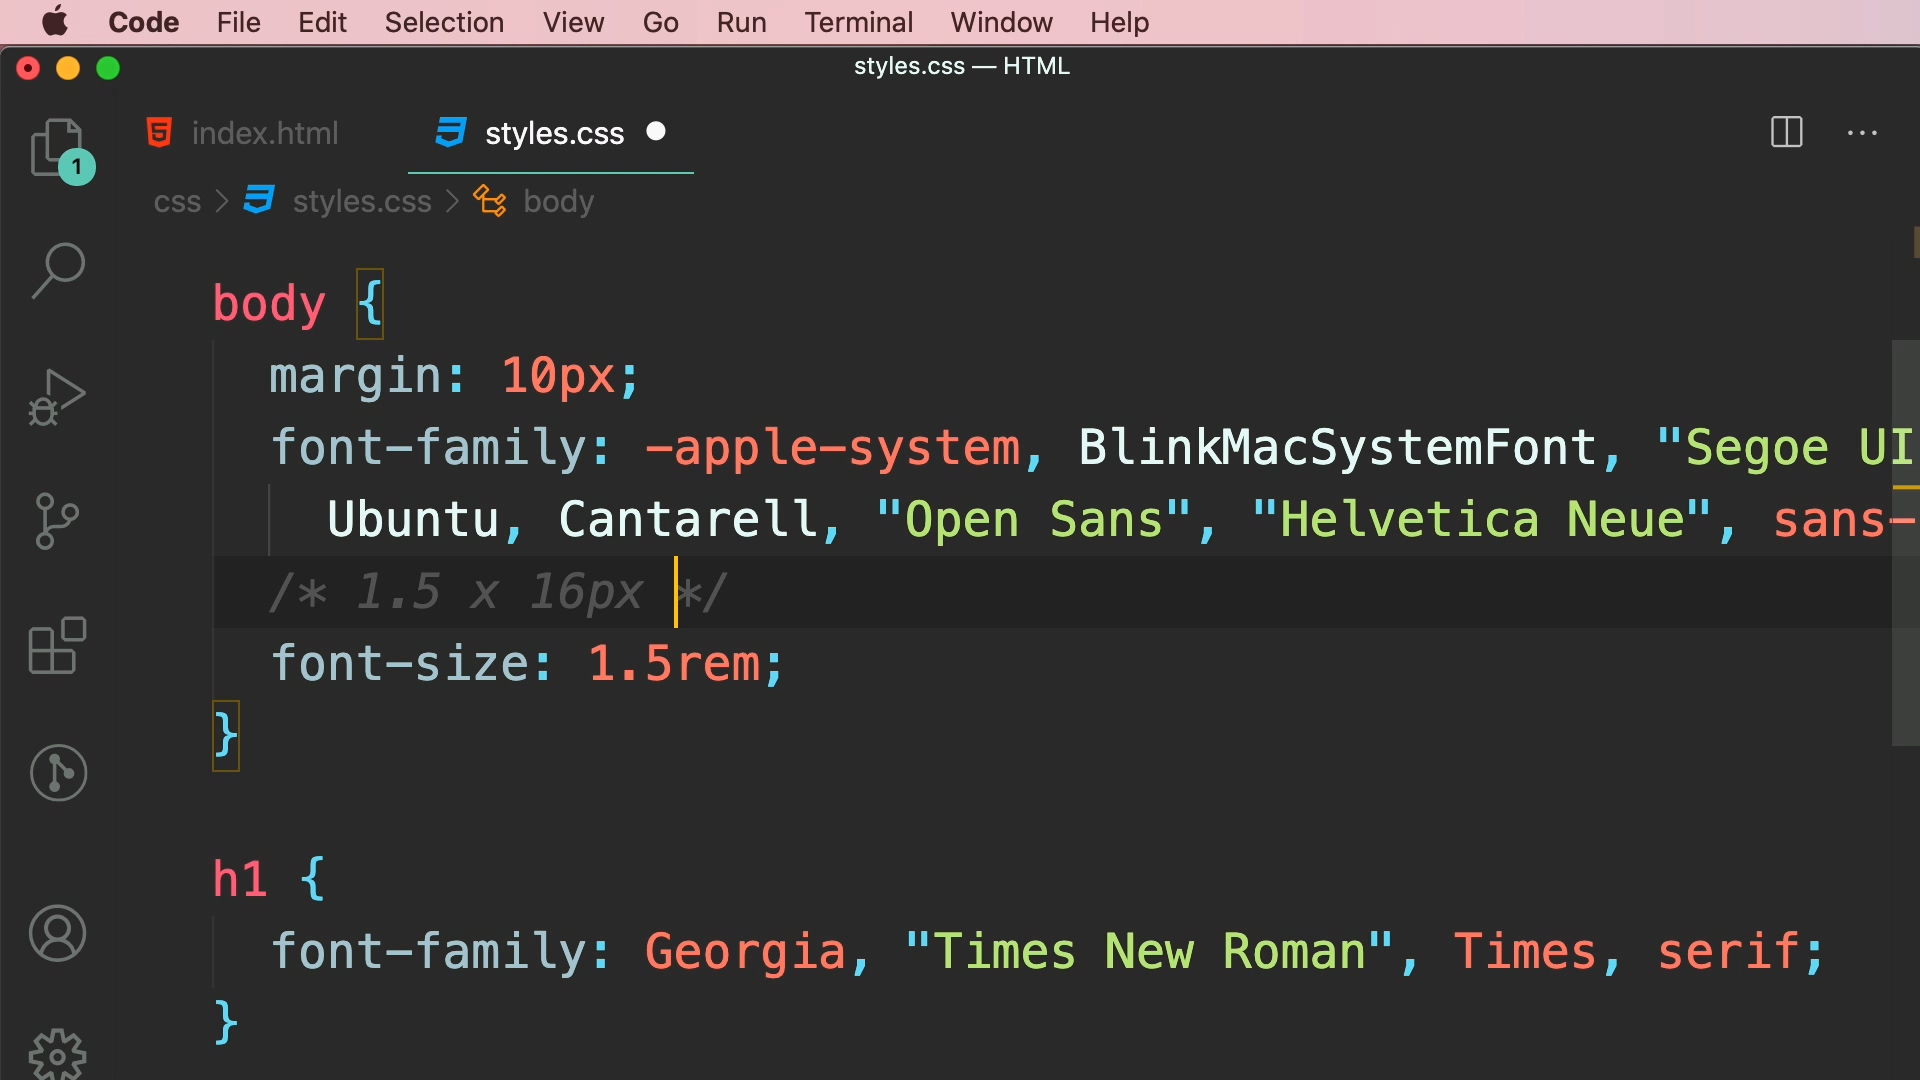 Code File Edit Selection View Go Run Terminal Window Help
styles.css — HTML
index.html styles.css
1
css > styles.css > body
body {
margin: 10px;
font-family: -apple-system, BlinkMacSystemFont, "Segoe UI
Ubuntu, Cantarell, "Open Sans", "Helvetica Neue", sans-
/* 1.5 x 16px */
font-size: 1.5rem;
}
h1 {
font-family: Georgia, "Times New Roman", Times, serif;
}